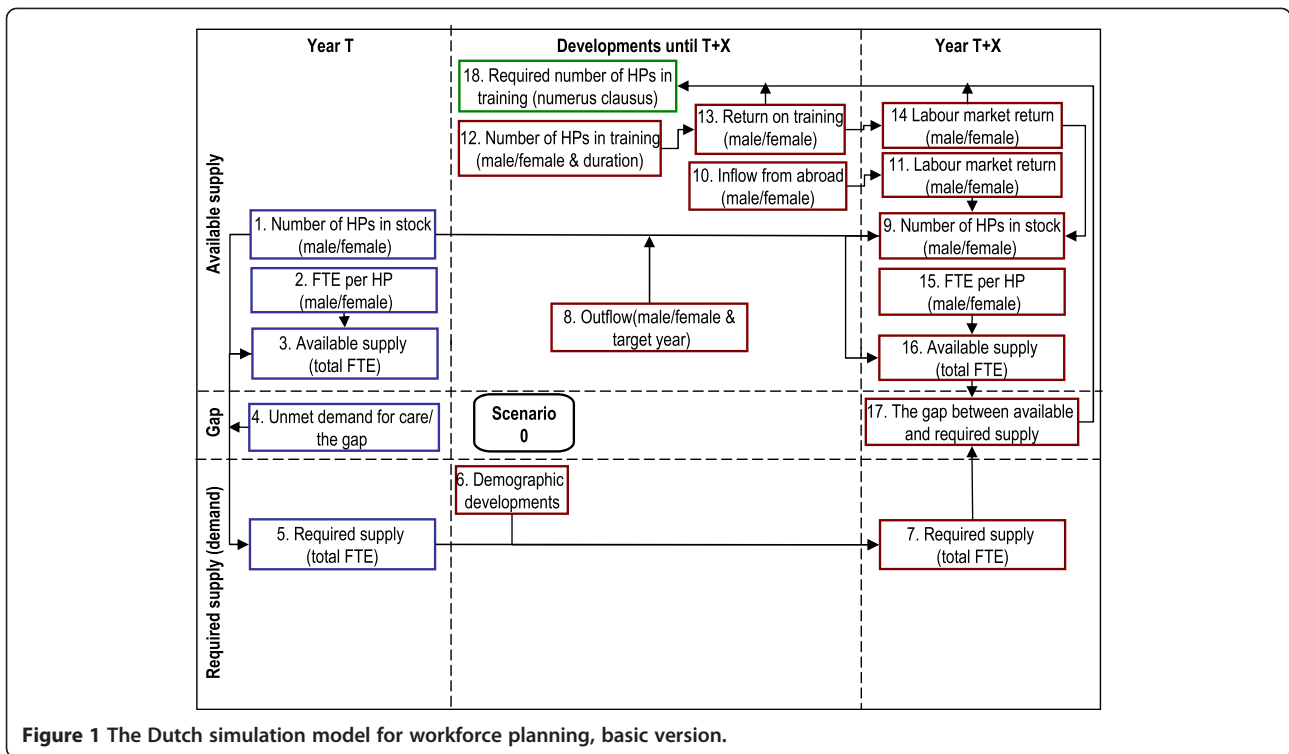 Year T
Developments until T+X
Year T+X
Available supply
Gap
Required supply (demand)
18. Required number of HPs in
training (numerus clausus)
12. Number of HPs in training
(male/female & duration)
13. Return on training
(male/female)
14 Labour market return
(male/female)
10. Inflow from abroad
(male/female)
11. Labour market return
(male/female)
1. Number of HPs in stock
(male/female)
9. Number of HPs in stock
(male/female)
2. FTE per HP
(male/female)
15. FTE per HP
(male/female)
8. Outflow(male/female &
target year)
3. Available supply
(total FTE)
16. Available supply
(total FTE)
4. Unmet demand for care/
the gap
Scenario
0
17. The gap between available
and required supply
6. Demographic
developments
5. Required supply
(total FTE)
7. Required supply
(total FTE)
Figure 1 The Dutch simulation model for workforce planning, basic version.